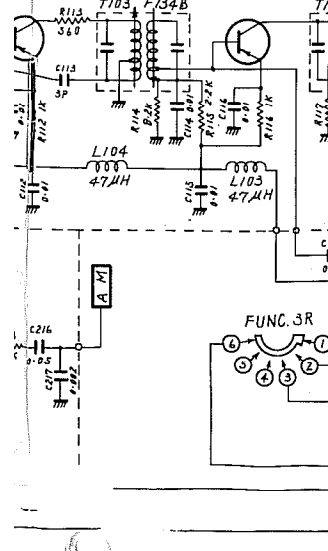 R113
560
T103
F134B
C113
3P
0.01
R112 1K
R114
8.2K
C114 0.01
R115 2.2K
C116
0.01
R116 1K
R117
L104
47μH
L103
47μH
C112
0.01
C115
0.01
A M
C216
0.05
C217
0.002
FUNC. 3R
6
1
5
2
4
3